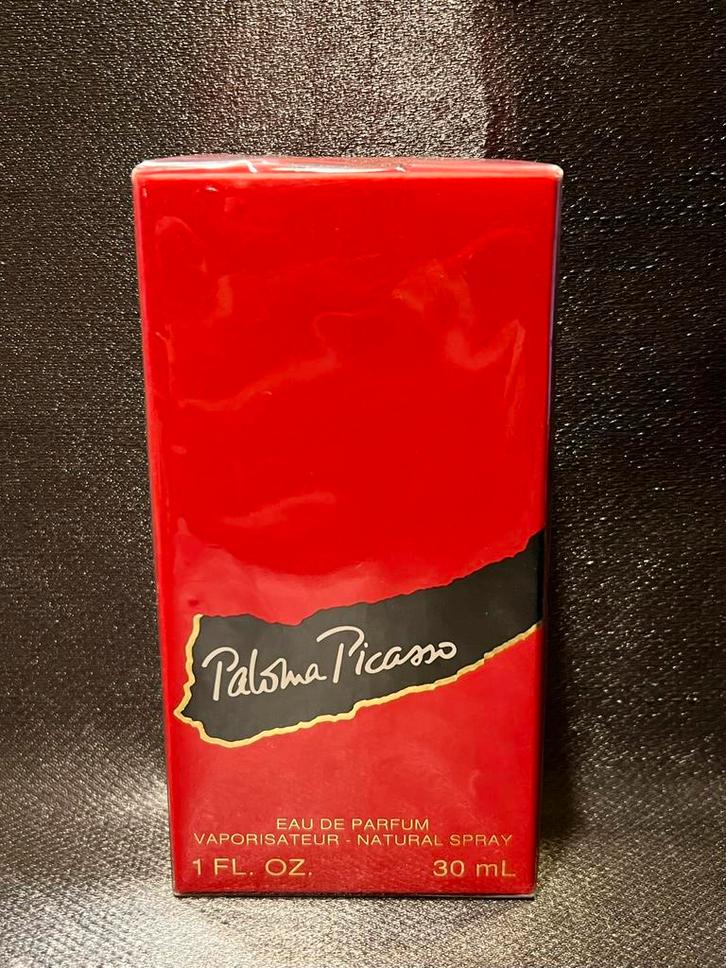 Paloma Picasso
EAU DE PARFUM
VAPORISATEUR - NATURAL SPRAY
1 FL. OZ. 30 mL